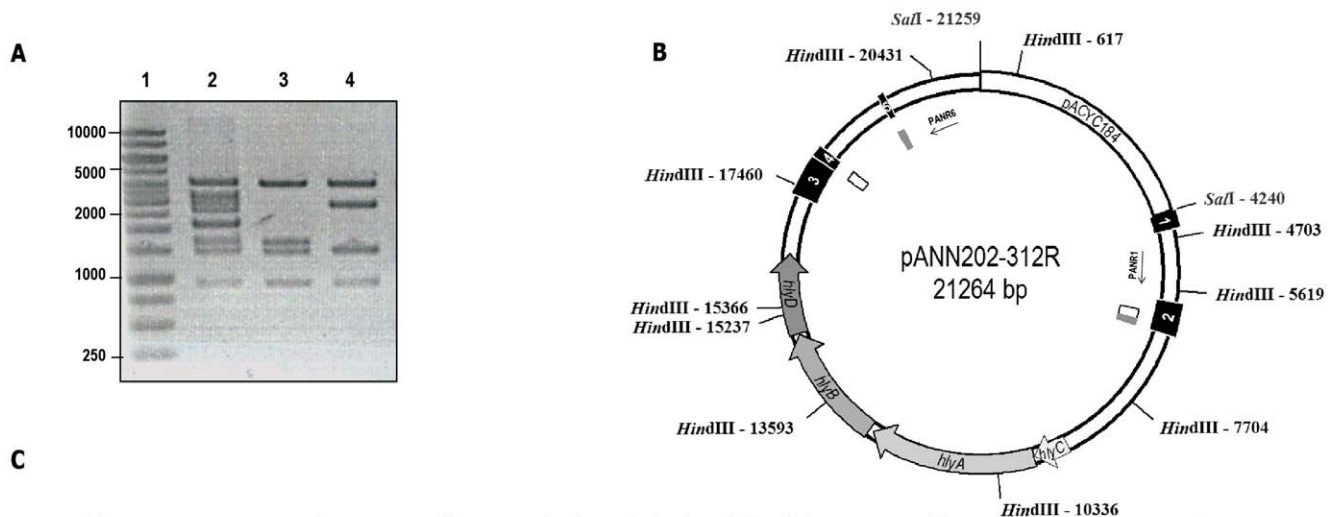 A
1 2 3 4
10000
5000
2000
1000
250
B
SalI - 21259
HindIII - 617
HindIII - 20431
pACYC184
PANR6
HindIII - 17460
4
3
SalI - 4240
1
HindIII - 4703
PANR1
pANN202-312R
21264 bp
HindIII - 5619
2
hlyD
HindIII - 15366
HindIII - 15237
hlyB
HindIII - 13593
HindIII - 7704
hlyC
hlyA
HindIII - 10336
C